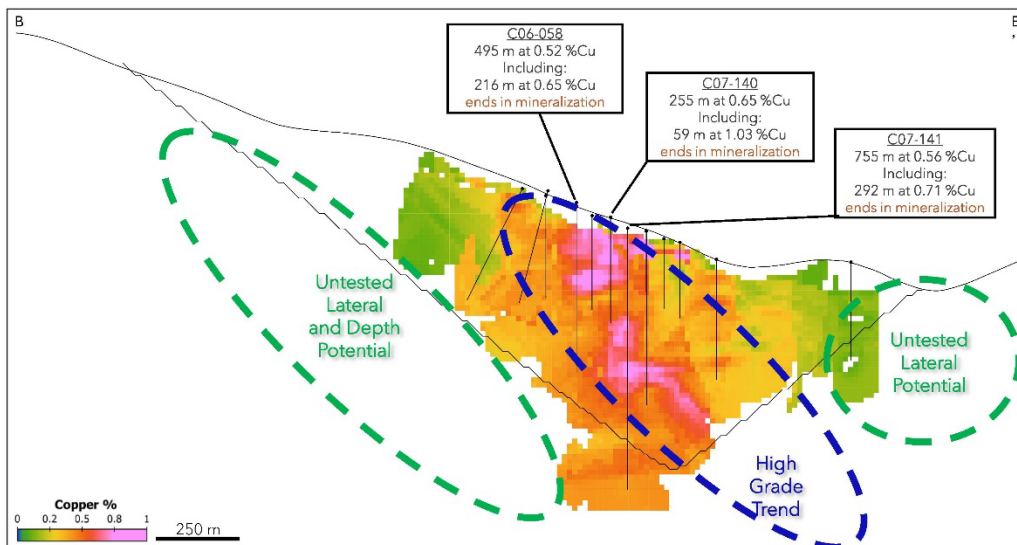 B
C06-058
495 m at 0.52 %Cu
Including:
216 m at 0.65 %Cu
ends in mineralization
C07-140
255 m at 0.65 %Cu
Including:
59 m at 1.03 %Cu
ends in mineralization
C07-141
755 m at 0.56 %Cu
Including:
292 m at 0.71 %Cu
ends in mineralization
Untested
Lateral
and Depth
Potential
Untested
Lateral
Potential
High
Grade
Trend
Copper %
0 0.2 0.5 0.8 1
250 m